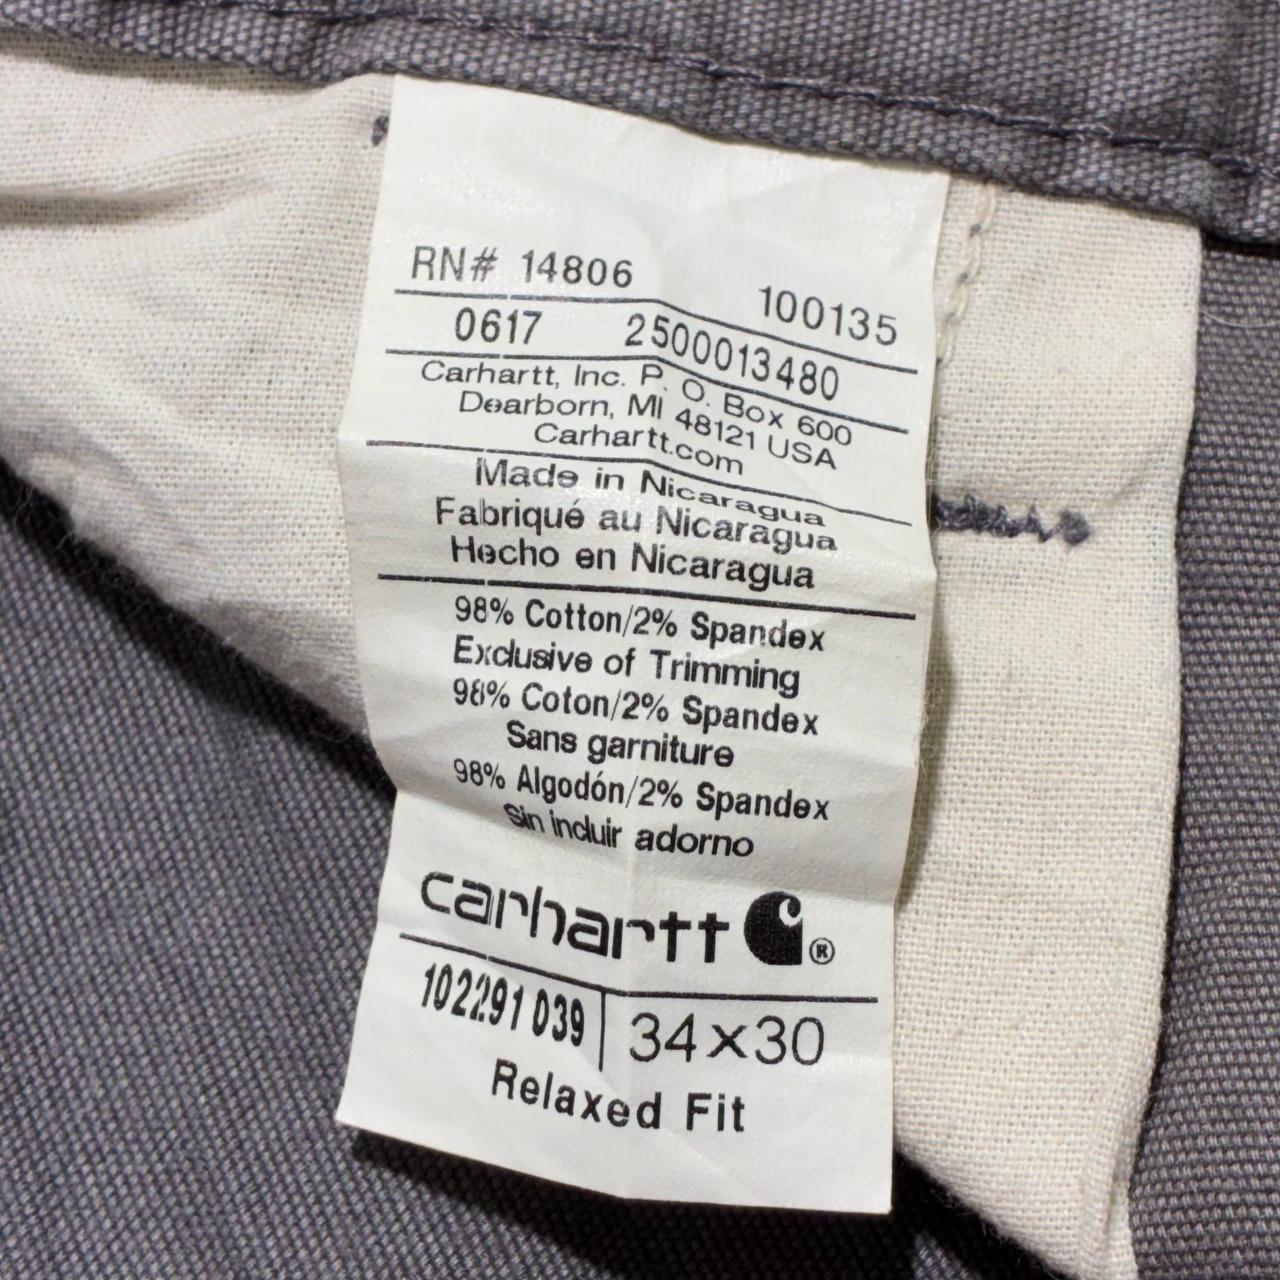 RN# 14806 100135
0617 2500013480
Carhartt, Inc. P. O. Box 600
Dearborn, MI 48121 USA
Carhartt.com
Made in Nicaragua
Fabriqué au Nicaragua
Hecho en Nicaragua
98% Cotton/2% Spandex
Exclusive of Trimming
98% Coton/2% Spandex
Sans garniture
98% Algodón/2% Spandex
Sin incluir adorno
carhartt ®
102291 039 34×30
Relaxed Fit